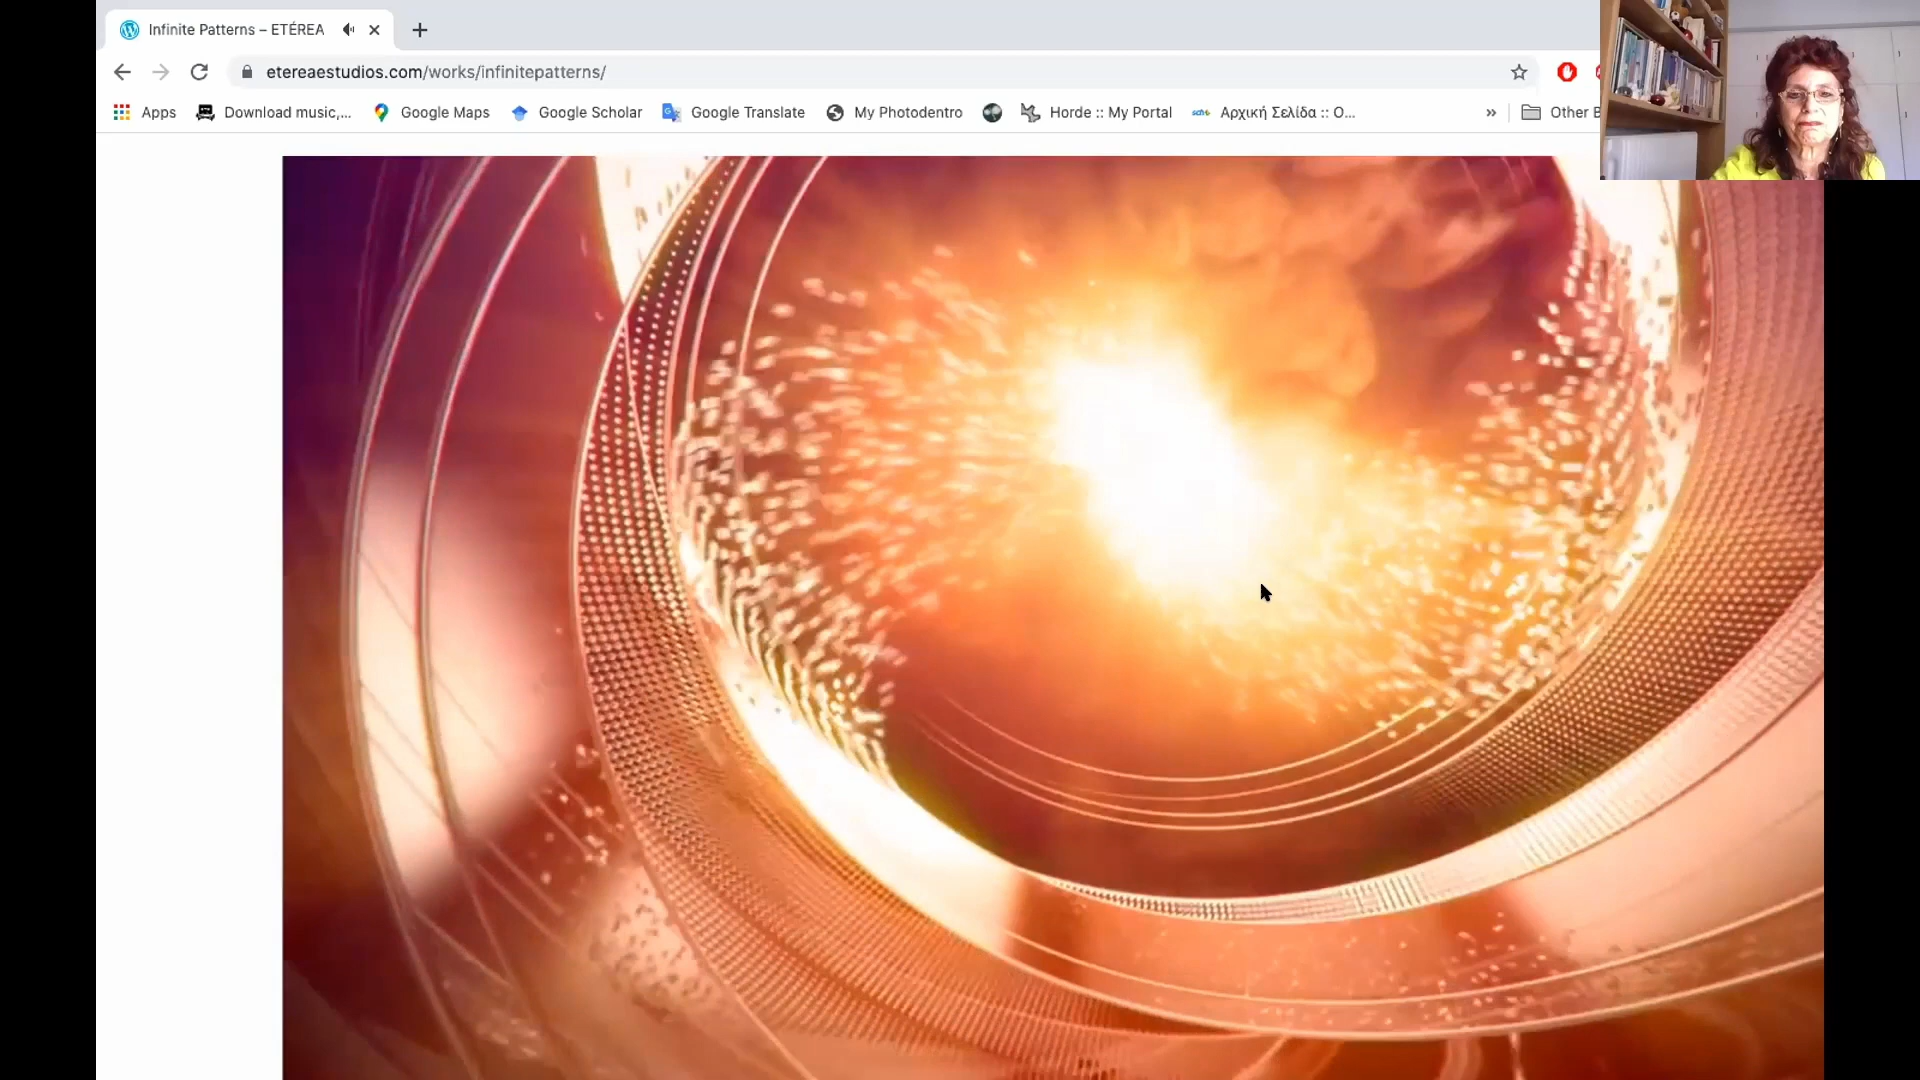 Infinite Patterns – ETÉREA
etereaestudios.com/works/infinitepatterns/
Apps Download music,... Google Maps Google Scholar Google Translate My Photodentro Horde :: My Portal Αρχική Σελίδα :: Ο... » Other B